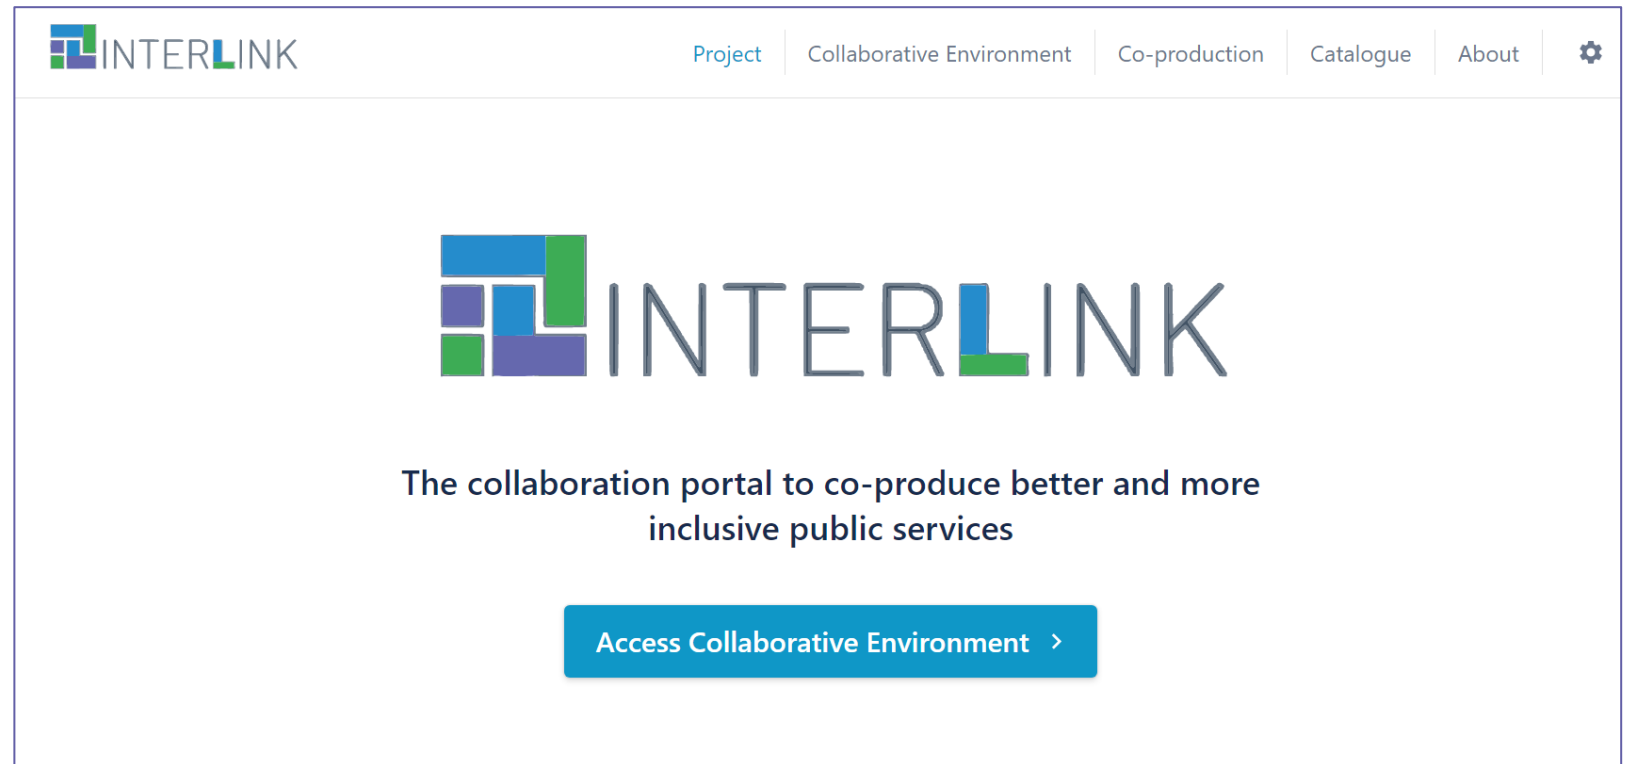 INTERLINK
Project
Collaborative Environment
Co-production
Catalogue
About
INTERLINK
The collaboration portal to co-produce better and more
inclusive public services
Access Collaborative Environment